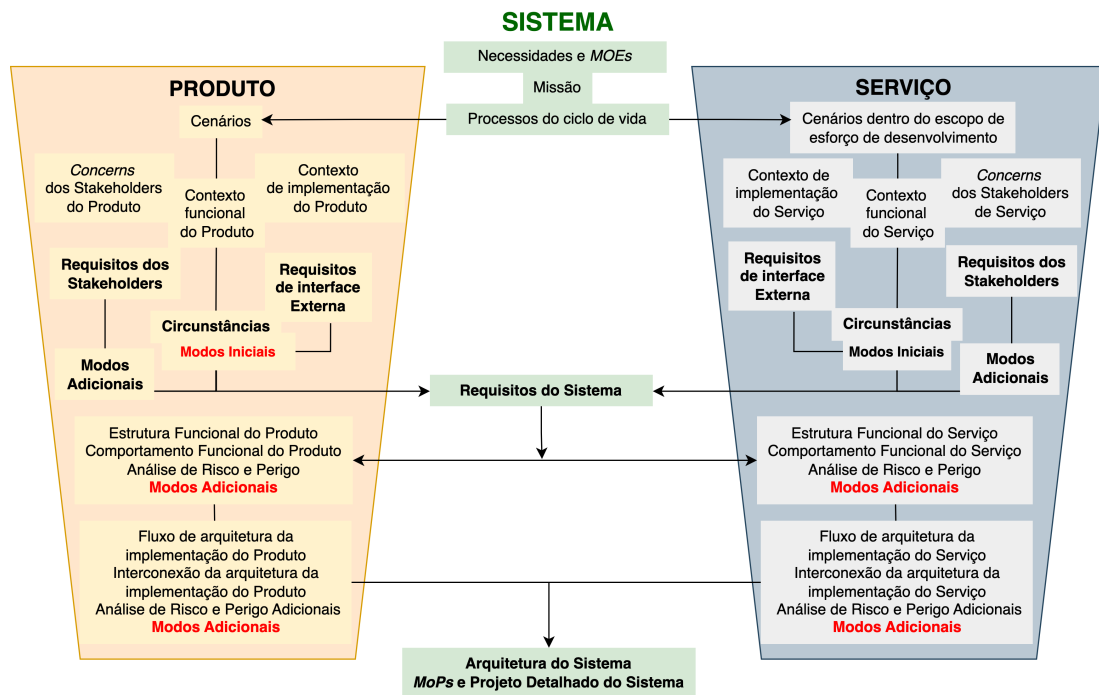 SISTEMA
Necessidades e MOEs
Missão
Processos do ciclo de vida
PRODUTO
Cenários
Concerns
dos Stakeholders
do Produto
Contexto
funcional
do Produto
Contexto
de implementação
do Produto
Requisitos dos
Stakeholders
Requisitos
de interface
Externa
Circunstâncias
Modos Iniciais
Modos
Adicionais
SERVIÇO
Cenários dentro do escopo de
esforço de desenvolvimento
Contexto de
implementação
do Serviço
Contexto
funcional
do Serviço
Concerns
dos Stakeholders
de Serviço
Requisitos
de interface
Externa
Requisitos dos
Stakeholders
Circunstâncias
Modos Iniciais
Modos
Adicionais
Requisitos do Sistema
Estrutura Funcional do Produto
Comportamento Funcional do Produto
Análise de Risco e Perigo
Modos Adicionais
Fluxo de arquitetura da
implementação do Produto
Interconexão da arquitetura da
implementação do Produto
Análise de Risco e Perigo Adicionais
Modos Adicionais
Estrutura Funcional do Serviço
Comportamento Funcional do Serviço
Análise de Risco e Perigo
Modos Adicionais
Fluxo de arquitetura da
implementação do Serviço
Interconexão da arquitetura da
implementação do Serviço
Análise de Risco e Perigo Adicionais
Modos Adicionais
Arquitetura do Sistema
MoPs e Projeto Detalhado do Sistema